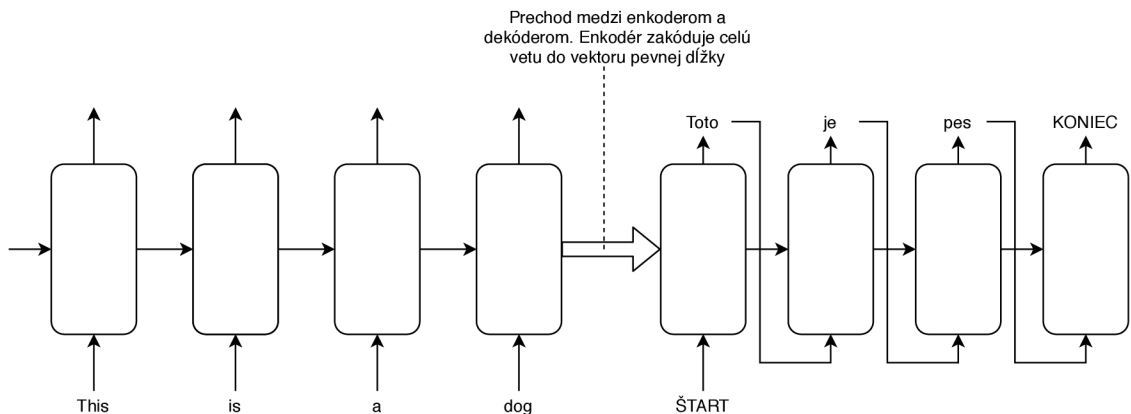 Prechod medzi enkoderom a
dekóderom. Enkodér zakóduje celú
vetu do vektoru pevnej dĺžky
Toto je pes KONIEC
This is a dog ŠTART